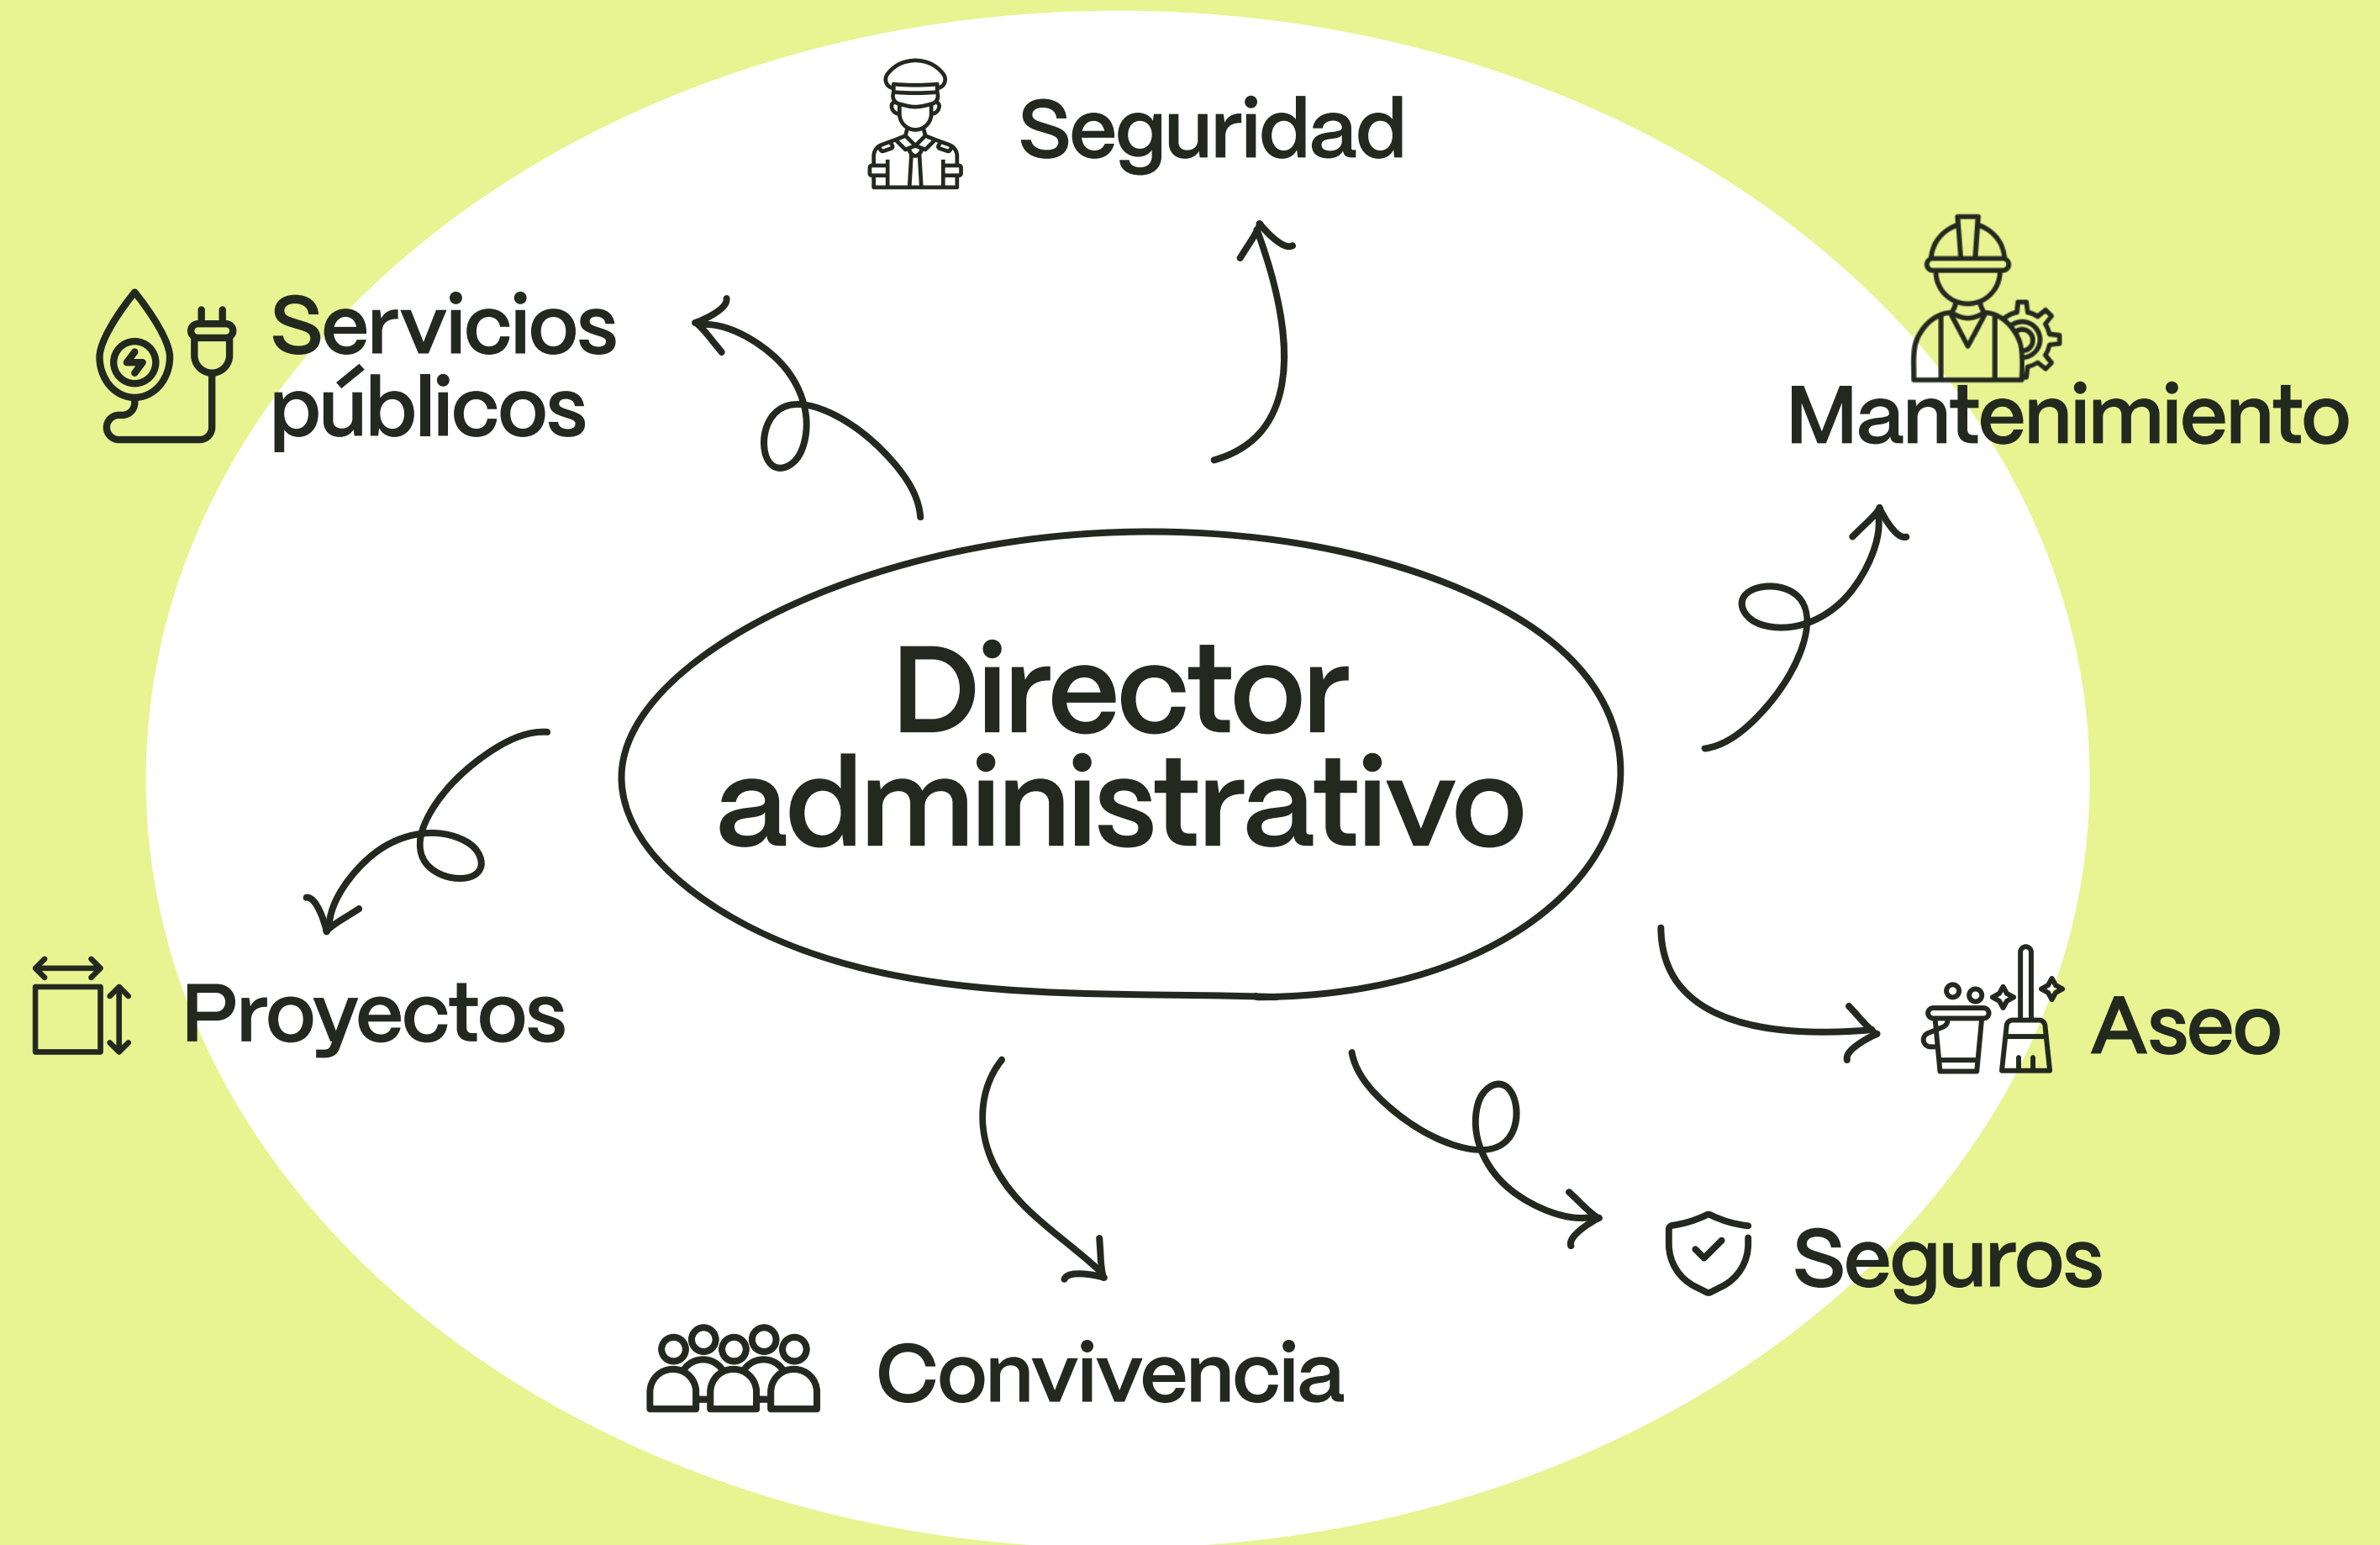 Seguridad
Servicios
públicos
Mantenimiento
Director
administrativo
Proyectos
Aseo
Seguros
Convivencia